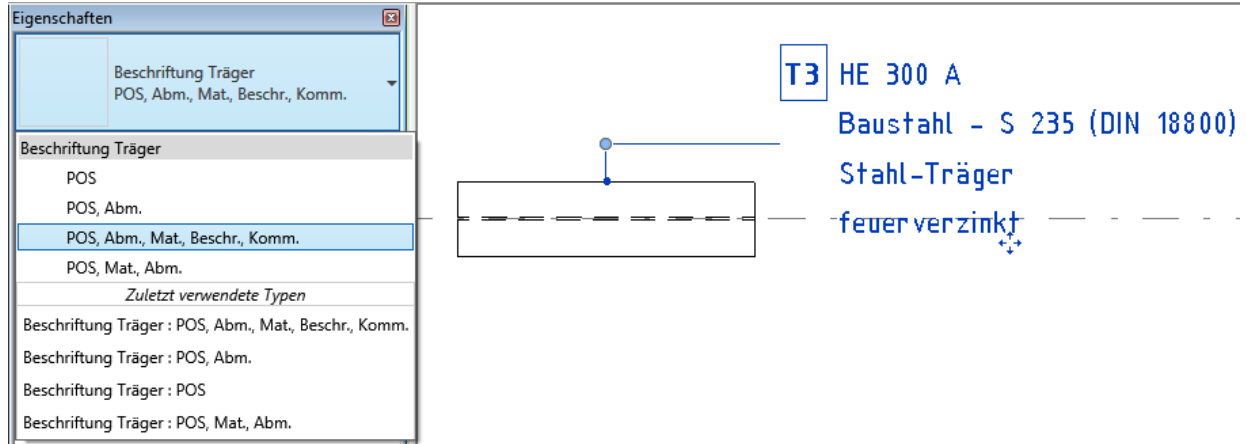 Eigenschaften
Beschriftung Träger
POS, Abm., Mat., Beschr., Komm.
Beschriftung Träger
POS
POS, Abm.
POS, Abm., Mat., Beschr., Komm.
POS, Mat., Abm.
Zuletzt verwendete Typen
Beschriftung Träger : POS, Abm., Mat., Beschr., Komm.
Beschriftung Träger : POS, Abm.
Beschriftung Träger : POS
Beschriftung Träger : POS, Mat., Abm.
T3 HE 300 A
Baustahl - S 235 (DIN 18800)
Stahl-Träger
feuerverzinkt